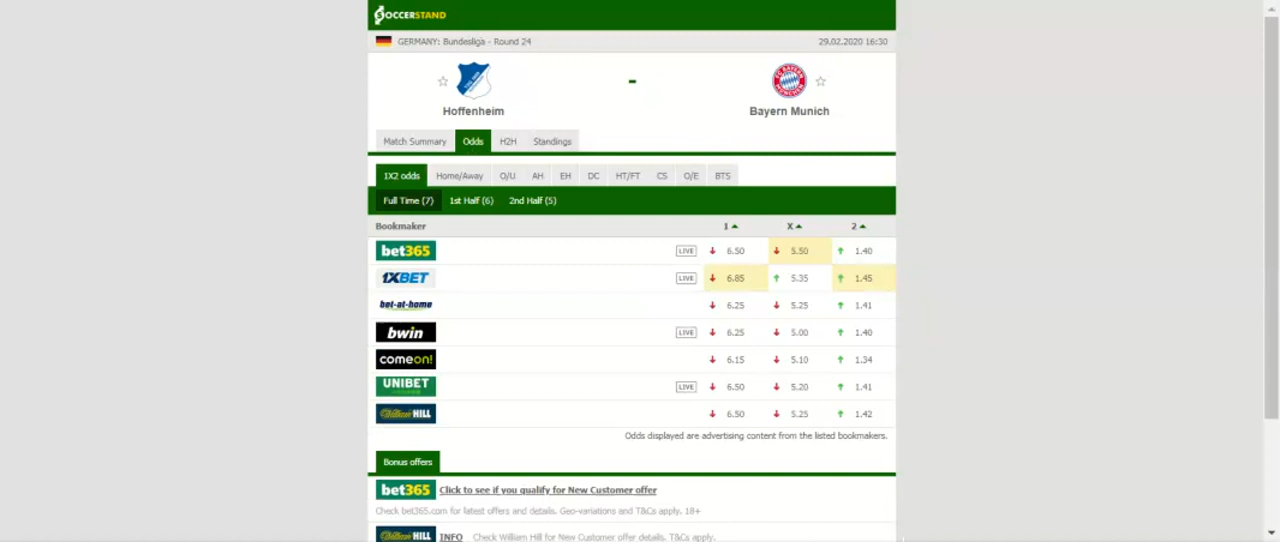 SOCCERSTAND
GERMANY: Bundesliga - Round 24 29.02.2020 16:30
-
Hoffenheim Bayern Munich
Match Summary Odds H2H Standings
1X2 odds Home/Away O/U AH EH DC HT/FT CS O/E BTS
Full Time (7) 1st Half (6) 2nd Half (5)
Bookmaker 1 X 2
bet365 LIVE 6.50 5.50 1.40
1XBET LIVE 6.85 5.35 1.45
bet-at-home 6.25 5.25 1.41
bwin LIVE 6.25 5.00 1.40
comeon! 6.15 5.10 1.34
UNIBET LIVE 6.50 5.20 1.41
William HILL 6.50 5.25 1.42
Odds displayed are advertising content from the listed bookmakers.
Bonus offers
bet365 Click to see if you qualify for New Customer offer
Check bet365.com for latest offers and details. Geo-variations and T&Cs apply. 18+
William HILL INFO Check William Hill for New Customer offer details. T&Cs apply.